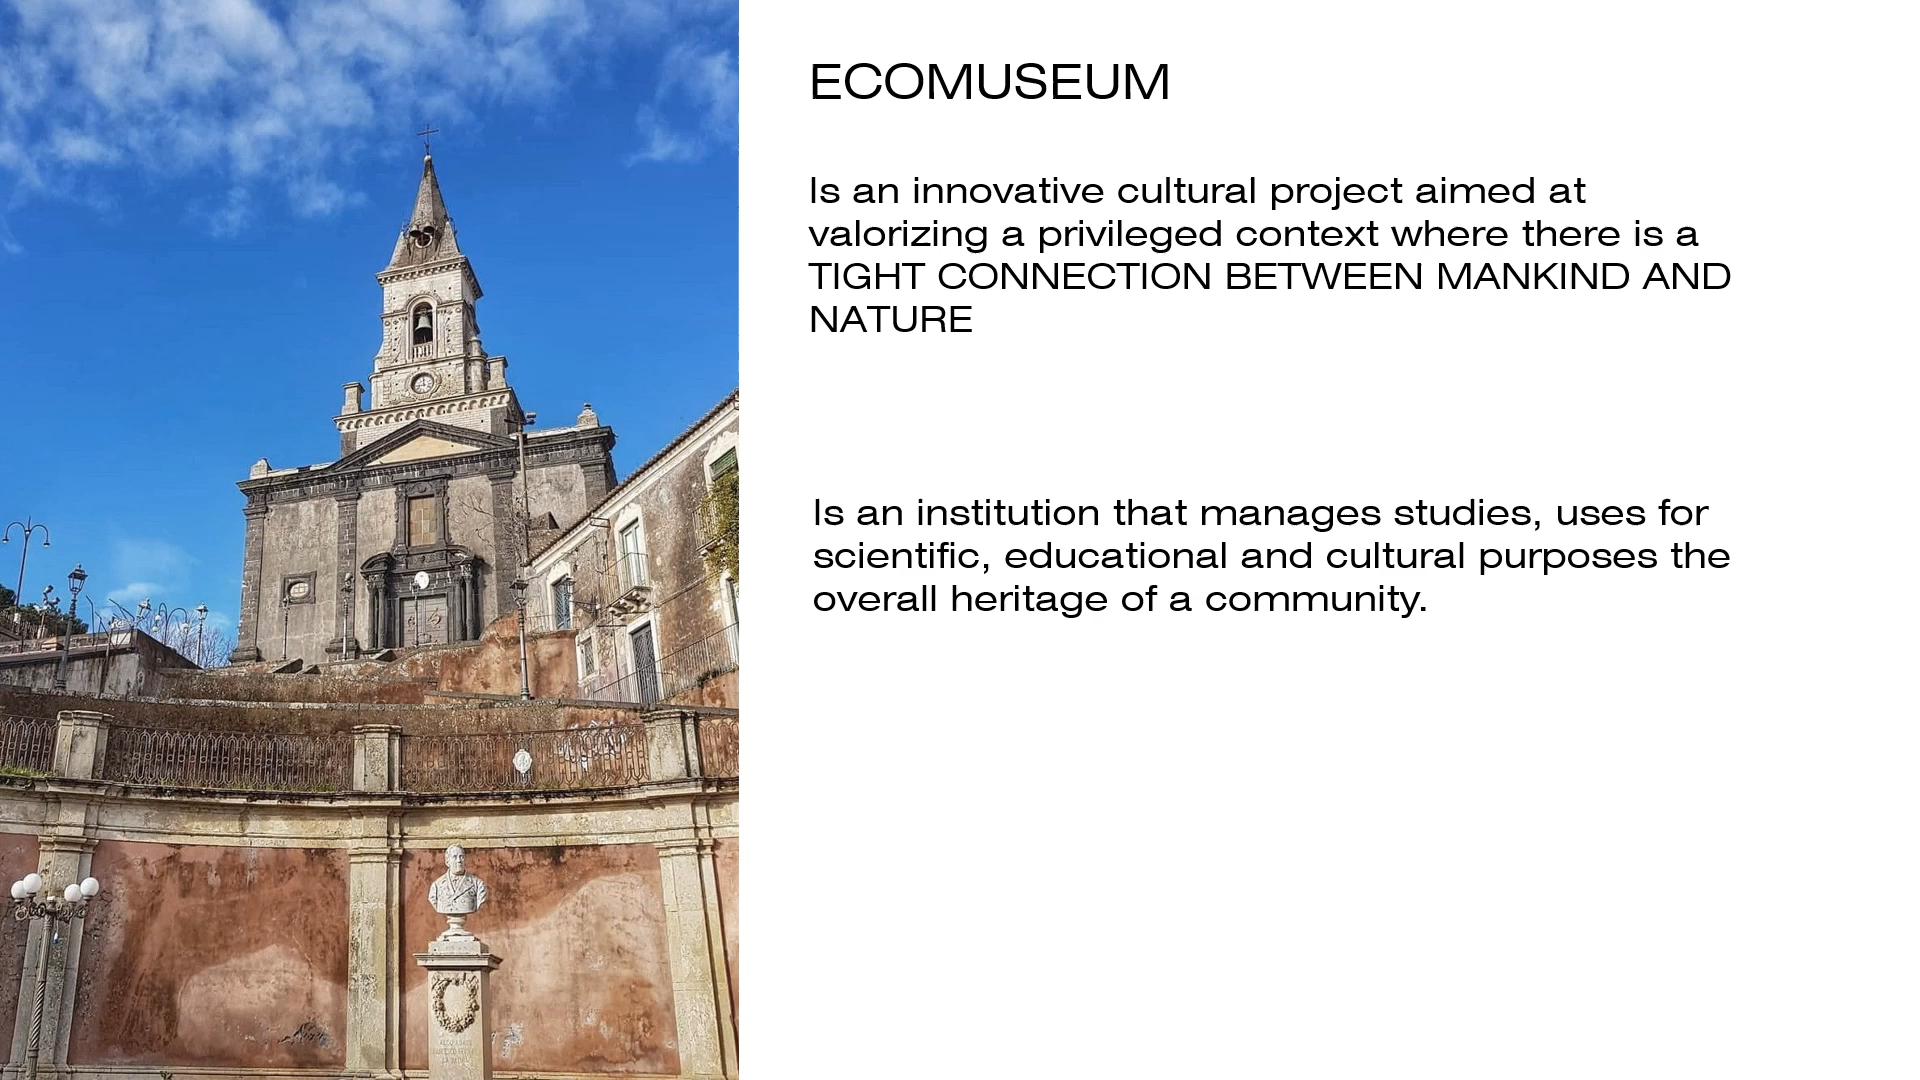 ECOMUSEUM
Is an innovative cultural project aimed at
valorizing a privileged context where there is a
TIGHT CONNECTION BETWEEN MANKIND AND
NATURE
Is an institution that manages studies, uses for
scientific, educational and cultural purposes the
overall heritage of a community.